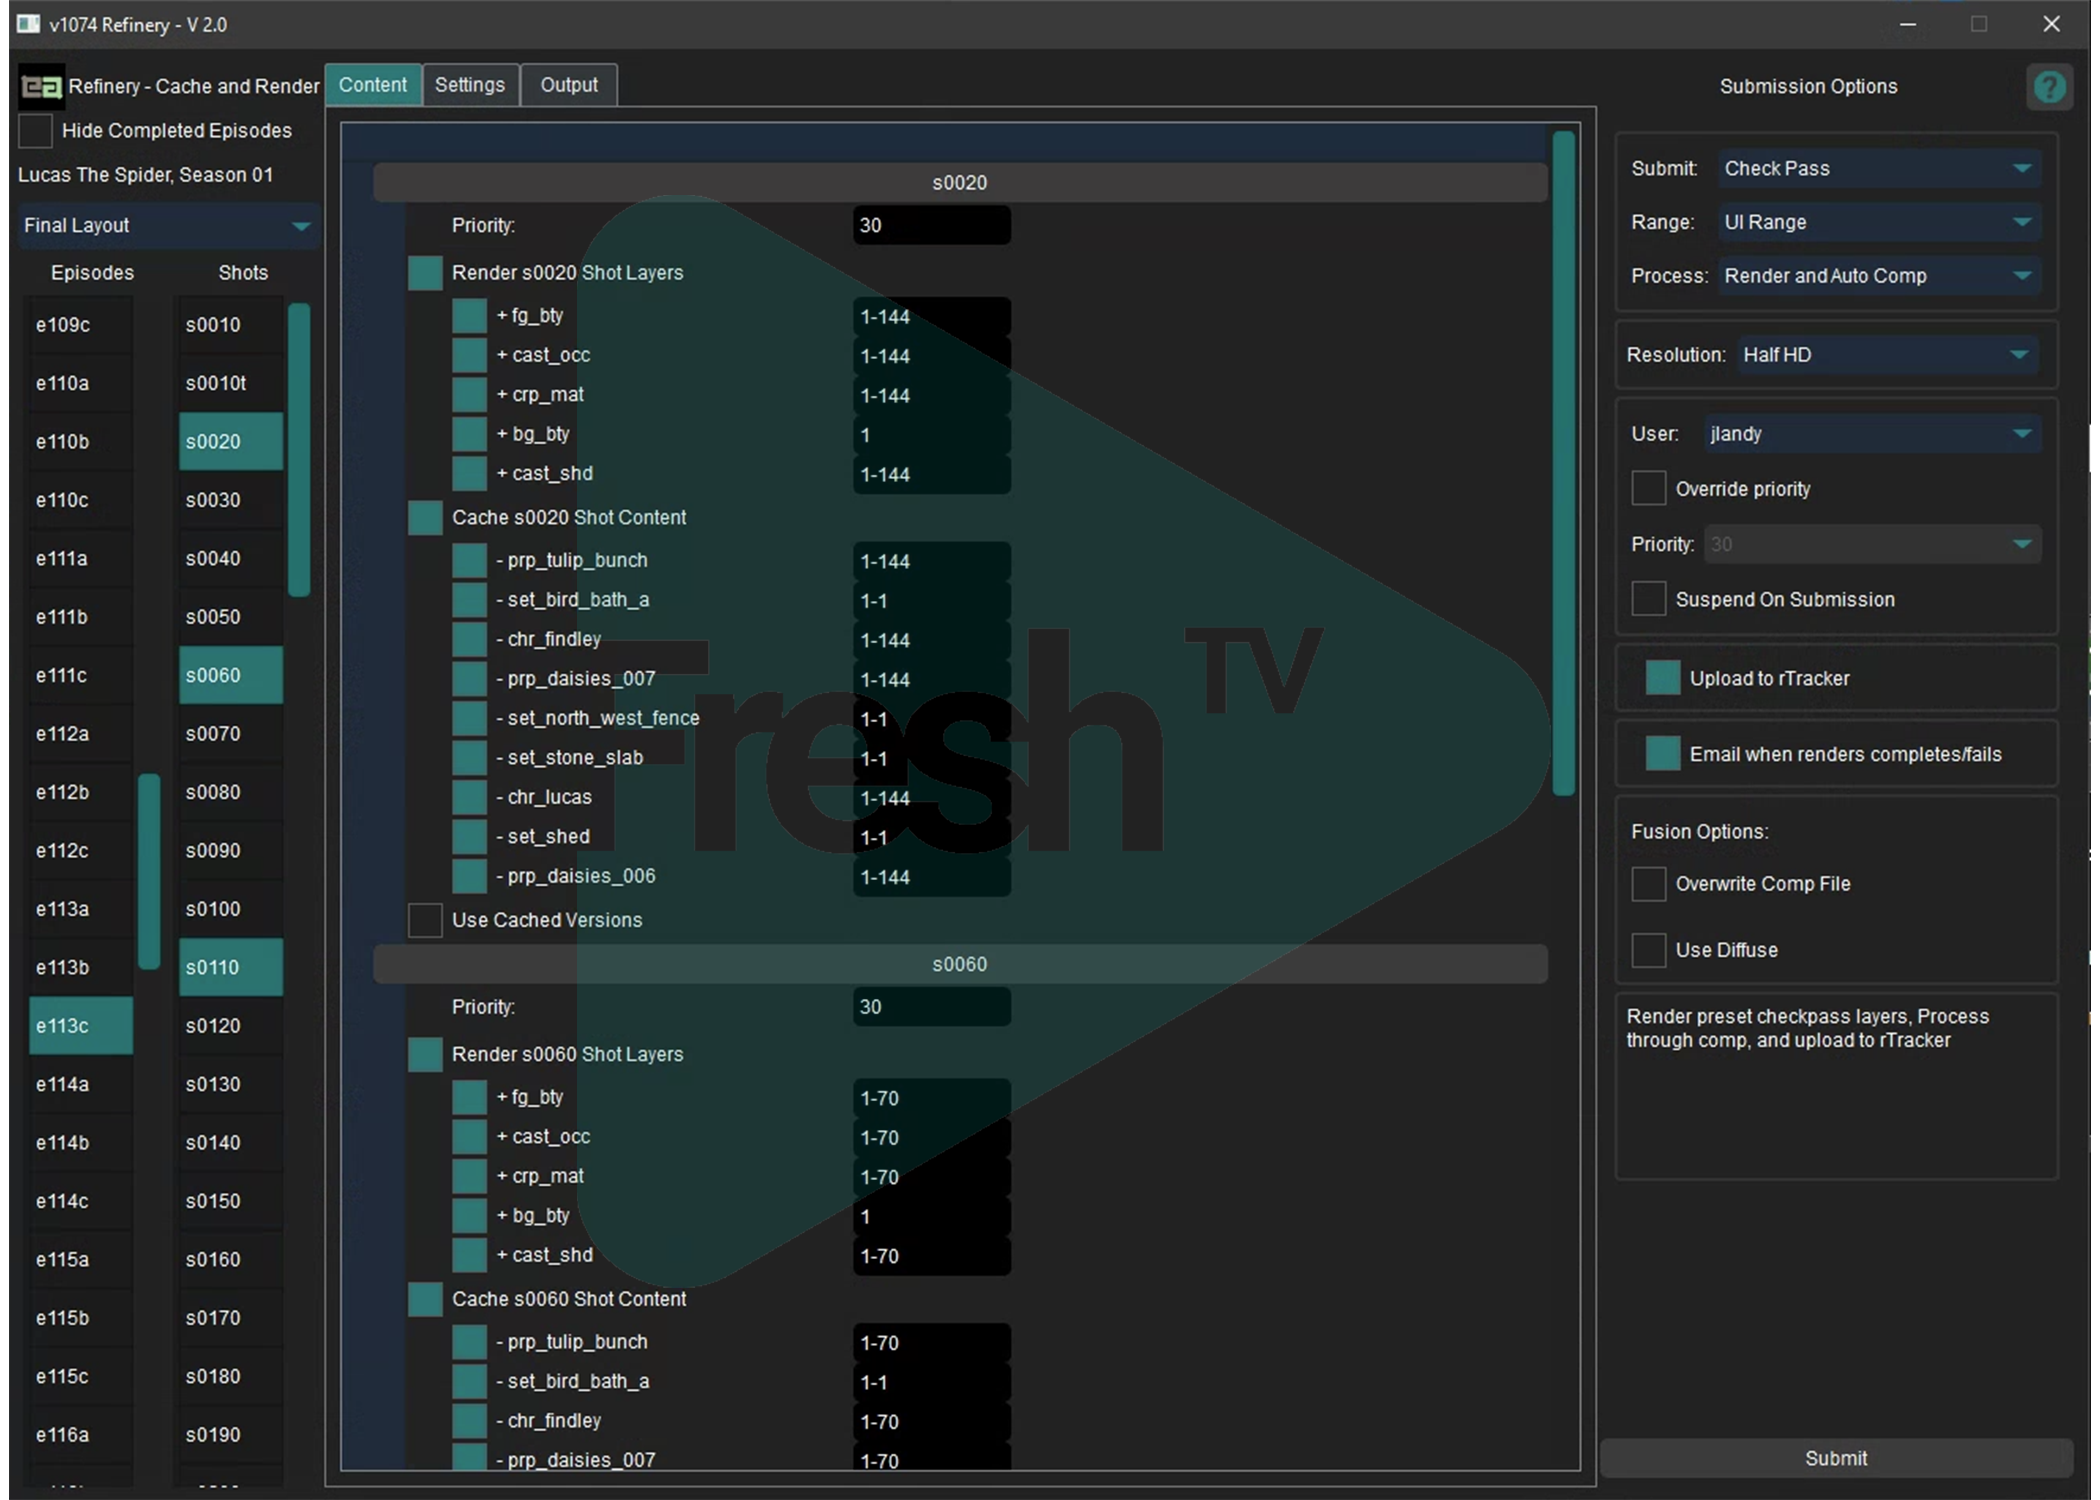 v1074 Refinery - V 2.0
Refinery - Cache and Render
Hide Completed Episodes
Lucas The Spider, Season 01
Final Layout
Episodes
e109c
e110a
e110b
e110c
e111a
e111b
e111c
e112a
e112b
e112c
e113a
e113b
e113c
e114a
e114b
e114c
e115a
e115b
e115c
e116a
Shots
s0010
s0010t
s0020
s0030
s0040
s0050
s0060
s0070
s0080
s0090
s0100
s0110
s0120
s0130
s0140
s0150
s0160
s0170
s0180
s0190
Content Settings Output
s0020
Priority: 30
Render s0020 Shot Layers
+ fg_bty 1-144
+ cast_occ 1-144
+ crp_mat 1-144
+ bg_bty 1
+ cast_shd 1-144
Cache s0020 Shot Content
- prp_tulip_bunch 1-144
- set_bird_bath_a 1-1
- chr_findley 1-144
- prp_daisies_007 1-144
- set_north_west_fence 1-1
- set_stone_slab 1-1
- chr_lucas 1-144
- set_shed 1-1
- prp_daisies_006 1-144
Use Cached Versions
s0060
Priority: 30
Render s0060 Shot Layers
+ fg_bty 1-70
+ cast_occ 1-70
+ crp_mat 1-70
+ bg_bty 1
+ cast_shd 1-70
Cache s0060 Shot Content
- prp_tulip_bunch 1-70
- set_bird_bath_a 1-1
- chr_findley 1-70
- prp_daisies_007 1-70
Fresh TV
Submission Options ?
Submit: Check Pass
Range: UI Range
Process: Render and Auto Comp
Resolution: Half HD
User: jlandy
Override priority
Priority: 30
Suspend On Submission
Upload to rTracker
Email when renders completes/fails
Fusion Options:
Overwrite Comp File
Use Diffuse
Render preset checkpass layers, Process
through comp, and upload to rTracker
Submit